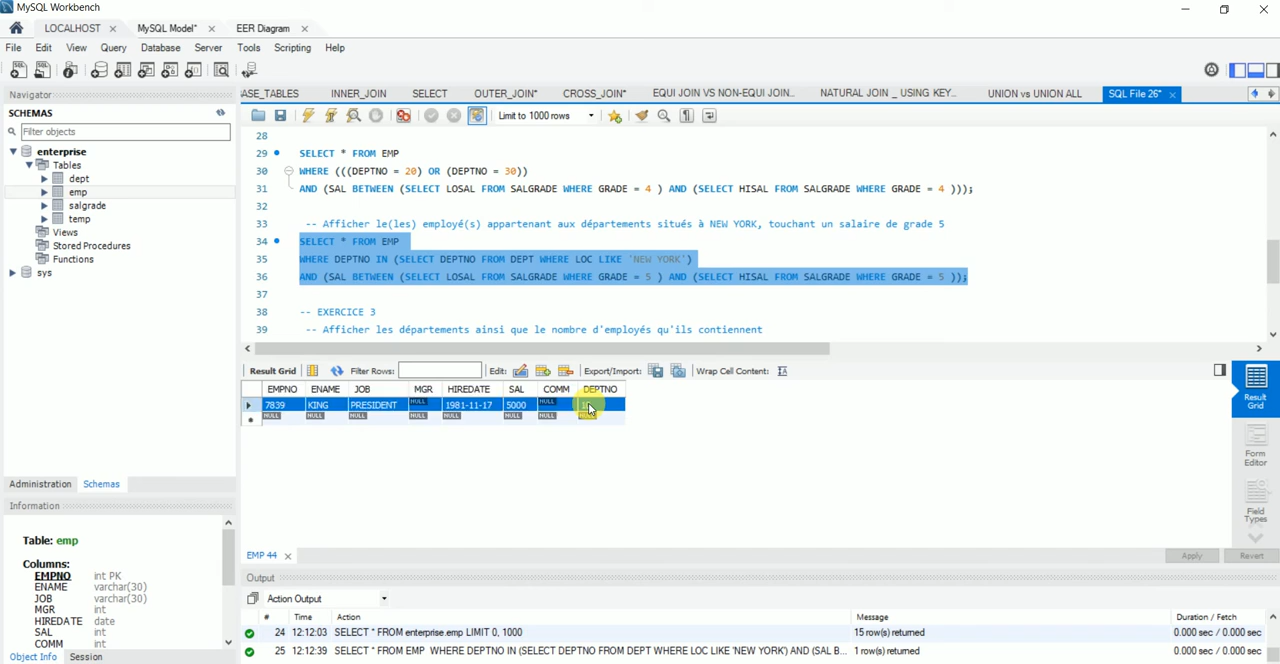 MySQL Workbench
LOCALHOST
MySQL Model*
EER Diagram
File Edit View Query Database Server Tools Scripting Help
Navigator
SCHEMAS
Filter objects
enterprise
Tables
dept
emp
salgrade
temp
Views
Stored Procedures
Functions
sys
Administration Schemas
Information
Table: emp
Columns:
EMPNO int PK
ENAME varchar(30)
JOB varchar(30)
MGR int
HIREDATE date
SAL int
COMM int
Object Info Session
ASE_TABLES INNER_JOIN SELECT OUTER_JOIN* CROSS_JOIN* EQUI JOIN VS NON-EQUI JOIN... NATURAL JOIN _ USING KEY... UNION vs UNION ALL SQL File 26*
Limit to 1000 rows
28
29 SELECT * FROM EMP
30 WHERE (((DEPTNO = 20) OR (DEPTNO = 30))
31 AND (SAL BETWEEN (SELECT LOSAL FROM SALGRADE WHERE GRADE = 4 ) AND (SELECT HISAL FROM SALGRADE WHERE GRADE = 4 )));
32
33 -- Afficher le(les) employé(s) appartenant aux départements situés à NEW YORK, touchant un salaire de grade 5
34 SELECT * FROM EMP
35 WHERE DEPTNO IN (SELECT DEPTNO FROM DEPT WHERE LOC LIKE 'NEW YORK')
36 AND (SAL BETWEEN (SELECT LOSAL FROM SALGRADE WHERE GRADE = 5 ) AND (SELECT HISAL FROM SALGRADE WHERE GRADE = 5 ));
37
38 -- EXERCICE 3
39 -- Afficher les départements ainsi que le nombre d'employés qu'ils contiennent
Result Grid Filter Rows: Edit: Export/Import: Wrap Cell Content:
EMPNO ENAME JOB MGR HIREDATE SAL COMM DEPTNO
7839 KING PRESIDENT NULL 1981-11-17 5000 NULL
NULL NULL NULL NULL NULL NULL NULL NULL
Result
Grid
Form
Editor
Field
Types
EMP 44
Apply Revert
Output
Action Output
# Time Action Message Duration / Fetch
24 12:12:03 SELECT * FROM enterprise.emp LIMIT 0, 1000 15 row(s) returned 0.000 sec / 0.000 sec
25 12:12:39 SELECT * FROM EMP WHERE DEPTNO IN (SELECT DEPTNO FROM DEPT WHERE LOC LIKE 'NEW YORK') AND (SAL B... 1 row(s) returned 0.000 sec / 0.000 sec